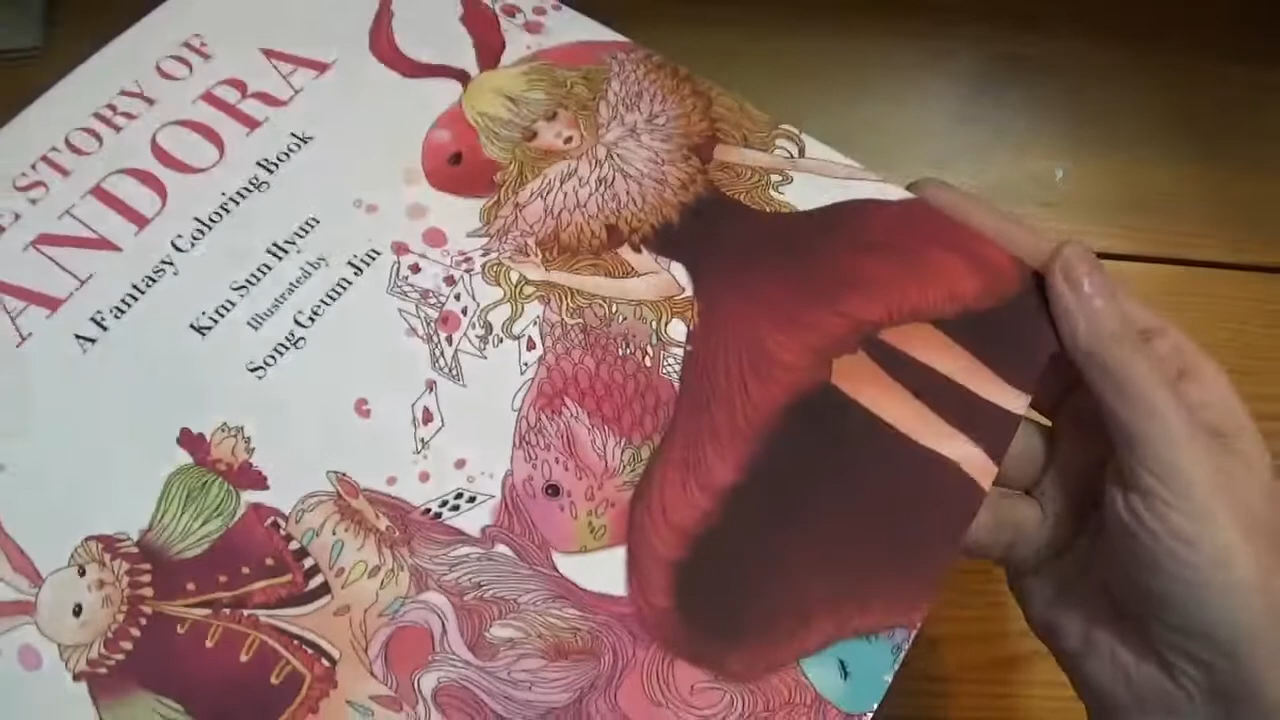 E STORY OF
ANDORA
A Fantasy Coloring Book
Kim Sun Hyun
Illustrated by
Song Geum Jin